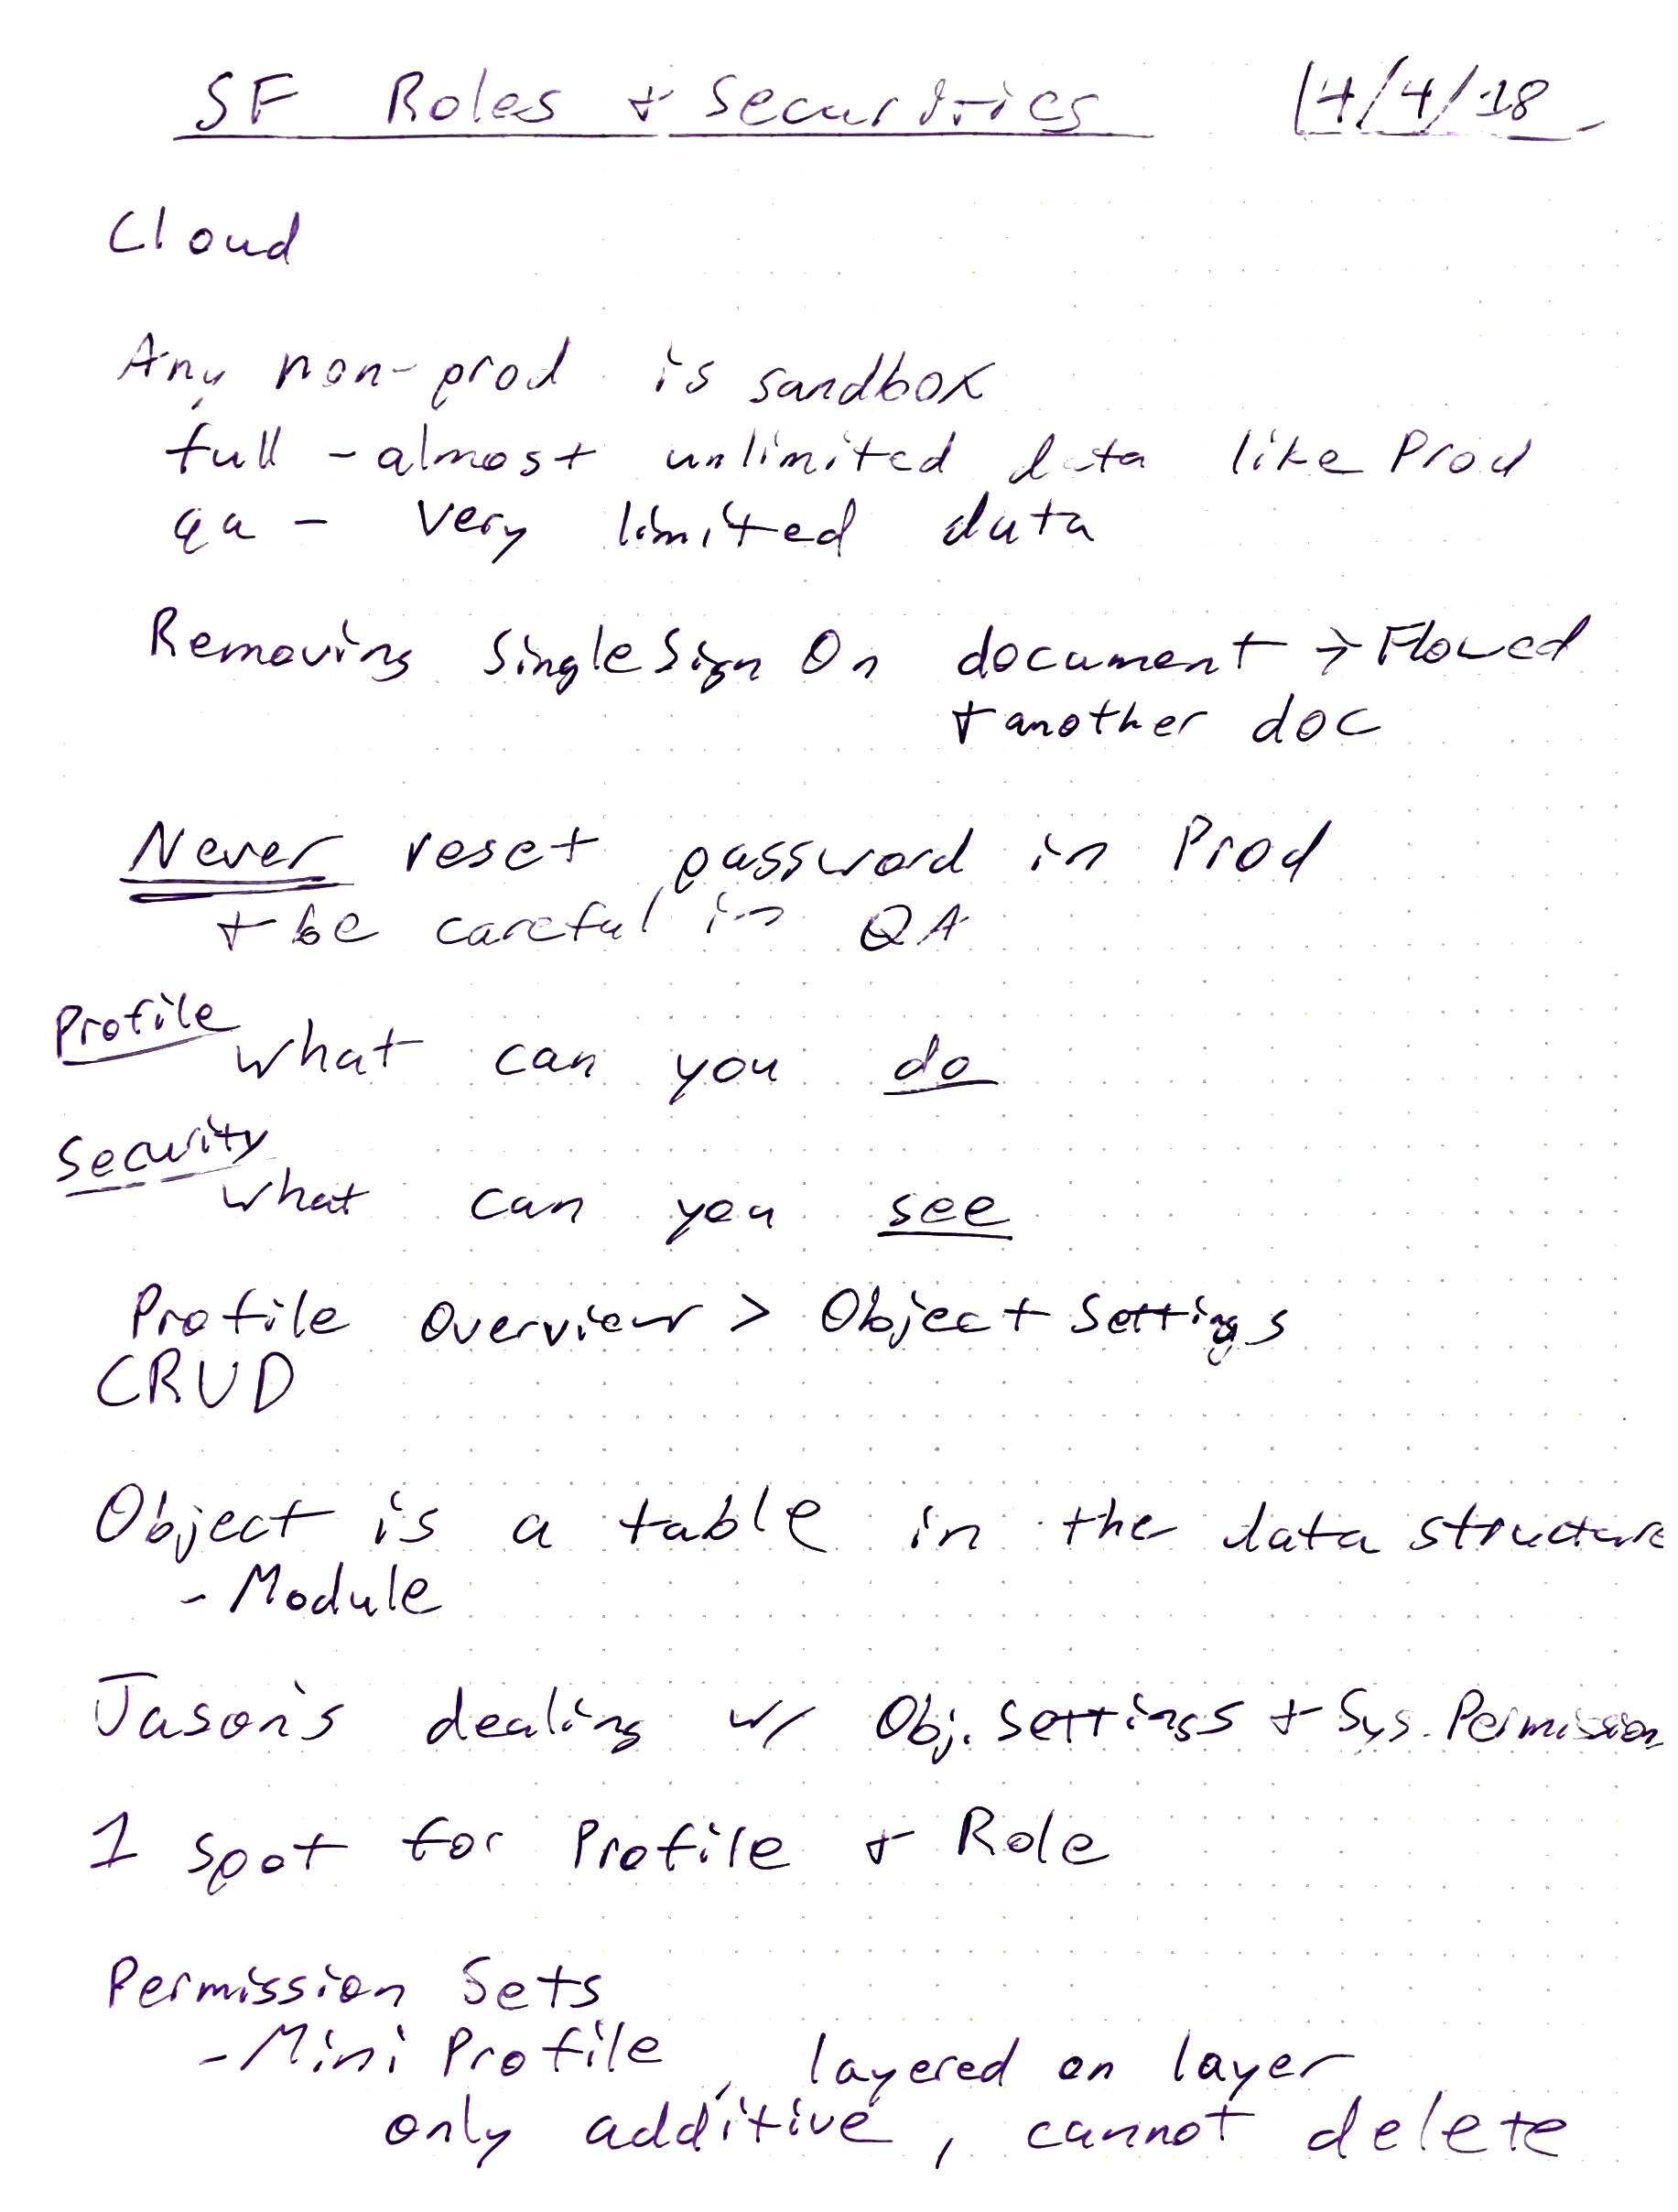 SF Roles + Securities 4/4/18
Cloud
Any non-prod is sandbox
full - almost unlimited data like Prod
qa - very limited data
Removing SingleSign On document → Flowed
+ another doc
Never reset password in Prod
+ be careful in QA
Profile
what can you do
Security
what can you see
Profile Overview > Object Settings
CRUD
Object is a table in the data structure
- Module
Jason's dealing w/ Obj. Settings + Sys. Permission
1 spot for Profile + Role
Permission Sets
- Mini Profile, layered on layer
only additive, cannot delete